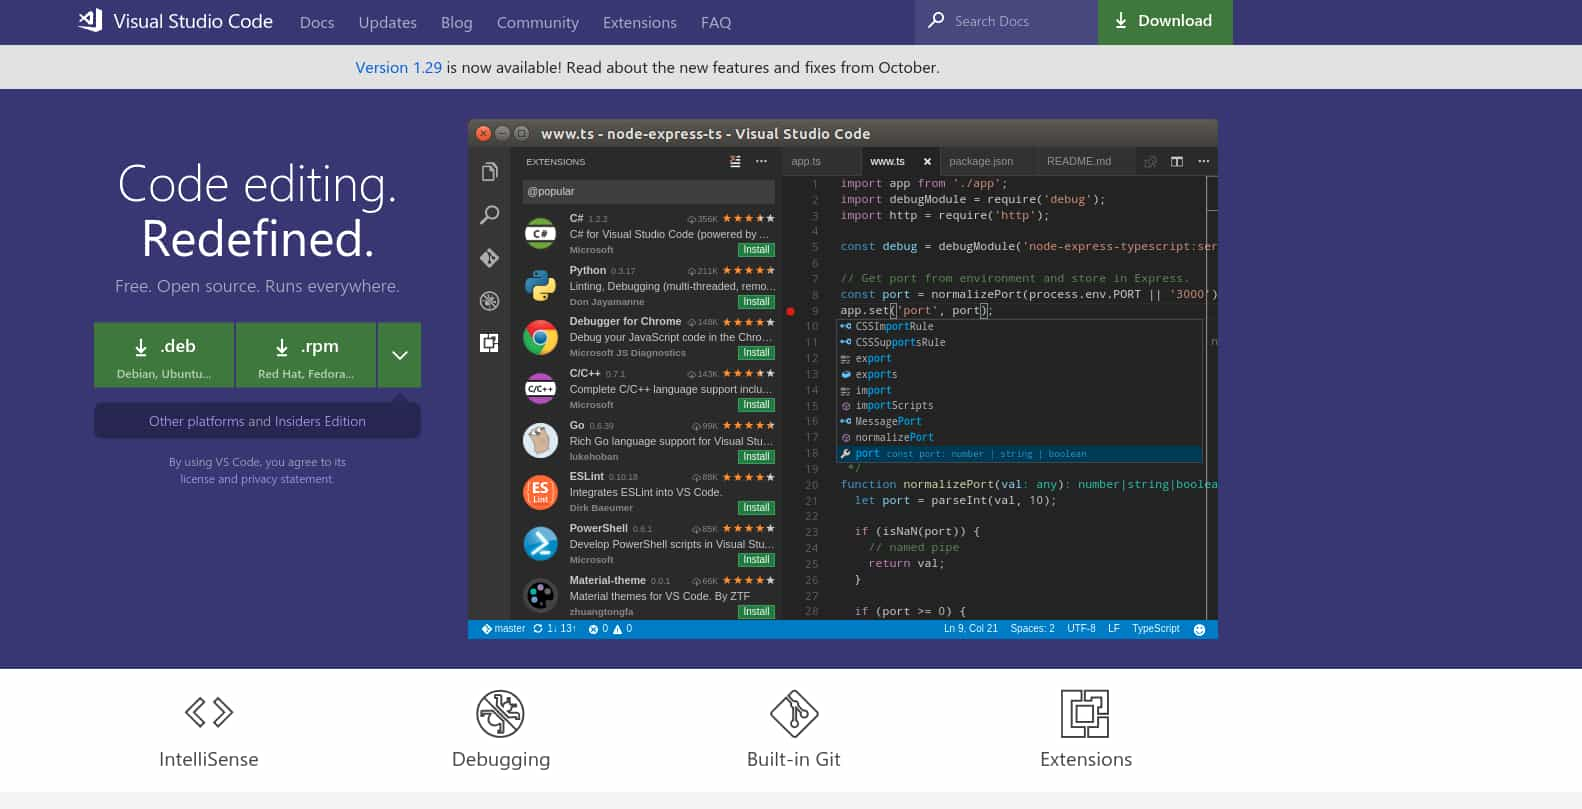 Visual Studio Code Docs Updates Blog Community Extensions FAQ Search Docs Download
Version 1.29 is now available! Read about the new features and fixes from October.
Code editing.
Redefined.
Free. Open source. Runs everywhere.
.deb
Debian, Ubuntu...
.rpm
Red Hat, Fedora...
Other platforms and Insiders Edition
By using VS Code, you agree to its
license and privacy statement.
www.ts - node-express-ts - Visual Studio Code
EXTENSIONS
@popular
C# 1.2.2 356K
C# for Visual Studio Code (powered by ...
Microsoft Install
Python 0.3.17 211K
Linting, Debugging (multi-threaded, remo...
Don Jayamanne Install
Debugger for Chrome 148K
Debug your JavaScript code in the Chro...
Microsoft JS Diagnostics Install
C/C++ 0.7.1 143K
Complete C/C++ language support inclu...
Microsoft Install
Go 0.6.39 99K
Rich Go language support for Visual Stu...
lukehoban Install
ESLint 0.10.18 88K
Integrates ESLint into VS Code.
Dirk Baeumer Install
PowerShell 0.6.1 85K
Develop PowerShell scripts in Visual Stu...
Microsoft Install
Material-theme 0.0.1 66K
Material themes for VS Code. By ZTF
zhuangtongfa Install
C#
C/C++
ES
Lint
app.ts www.ts package.json README.md
1 import app from './app';
2 import debugModule = require('debug');
3 import http = require('http');
4
5 const debug = debugModule('node-express-typescript:ser
6
7 // Get port from environment and store in Express.
8 const port = normalizePort(process.env.PORT || '3000')
9 app.set('port', port);
10 CSSImportRule
11 CSSSupportsRule n
12 export
13 exports
14 import
15 importScripts
16 MessagePort
17 normalizePort
18 port const port: number | string | boolean
19 */
20 function normalizePort(val: any): number|string|boolea
21 let port = parseInt(val, 10);
22
23 if (isNaN(port)) {
24 // named pipe
25 return val;
26 }
27
28 if (port >= 0) {
master 1↓ 13↑ 0 0 Ln 9, Col 21 Spaces: 2 UTF-8 LF TypeScript
IntelliSense
Debugging
Built-in Git
Extensions